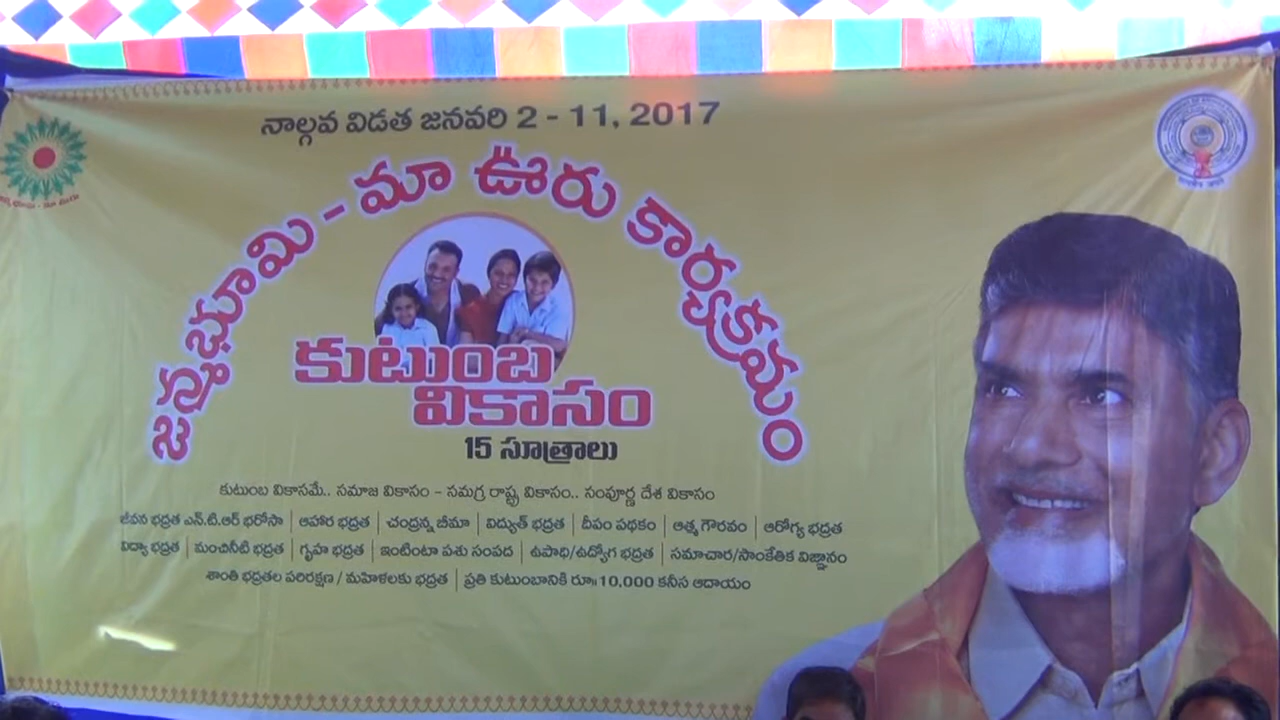 నాల్గవ విడత జనవరి 2 - 11, 2017
జన్మభూమి - మా ఊరు కార్యక్రమం
కుటుంబ
వికాసం
15 సూత్రాలు
కుటుంబ వికాసమే.. సమాజ వికాసం - సమగ్ర రాష్ట్ర వికాసం.. సంపూర్ణ దేశ వికాసం
జీవన భద్రత ఎన్.టి.ఆర్ భరోసా | ఆహార భద్రత | చంద్రన్న బీమా | విద్యుత్ భద్రత | దీపం పథకం | ఆత్మ గౌరవం | ఆరోగ్య భద్రత
విద్యా భద్రత | మంచినీటి భద్రత | గృహ భద్రత | ఇంటింటా పశు సంపద | ఉపాధి/ఉద్యోగ భద్రత | సమాచార/సాంకేతిక విజ్ఞానం
శాంతి భద్రతల పరిరక్షణ / మహిళలకు భద్రత | ప్రతి కుటుంబానికి రూ॥10,000 కనీస ఆదాయం